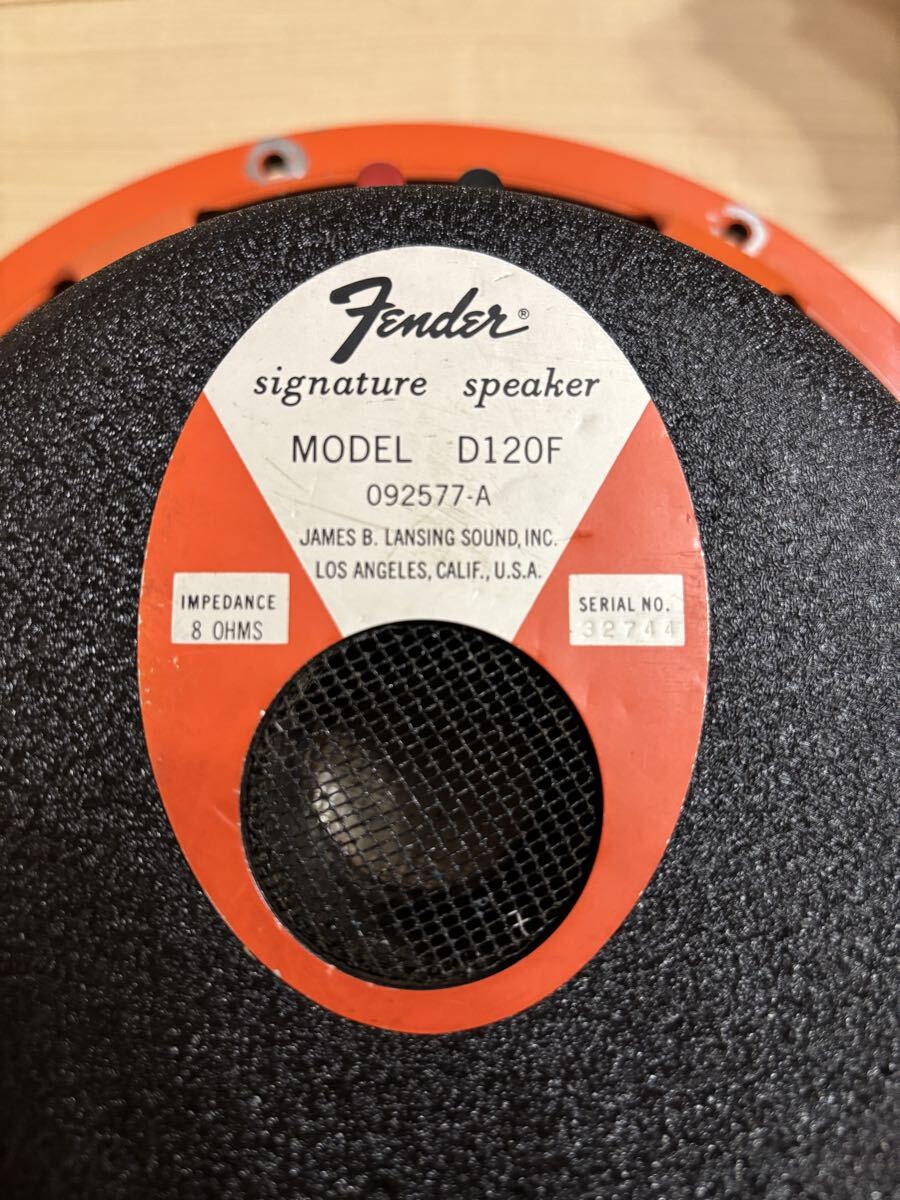 Fender®
signature speaker
MODEL D120F
092577-A
JAMES B. LANSING SOUND, INC.
LOS ANGELES, CALIF., U.S.A.
IMPEDANCE
8 OHMS
SERIAL NO.
32744